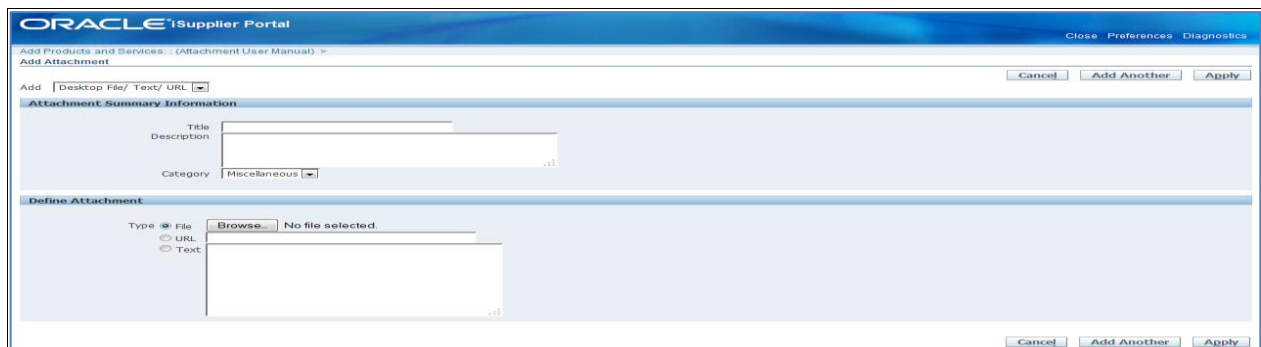 ORACLE iSupplier Portal
Close Preferences Diagnostics
Add Products and Services: : (Attachment User Manual) >
Add Attachment
Cancel Add Another Apply
Add Desktop File/ Text/ URL
Attachment Summary Information
Title
Description
Category Miscellaneous
Define Attachment
Type File Browse... No file selected.
URL
Text
Cancel Add Another Apply